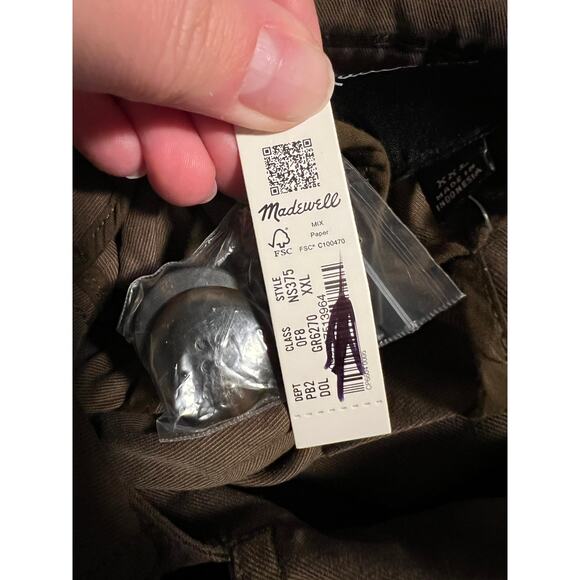 Madewell
MIX
Paper
FSC® C100470
FSC
STYLE
NS375
XXL
CLASS
0F8
GR6270
DEPT
PB2
DOL
XXL
MADE IN
INDONESIA